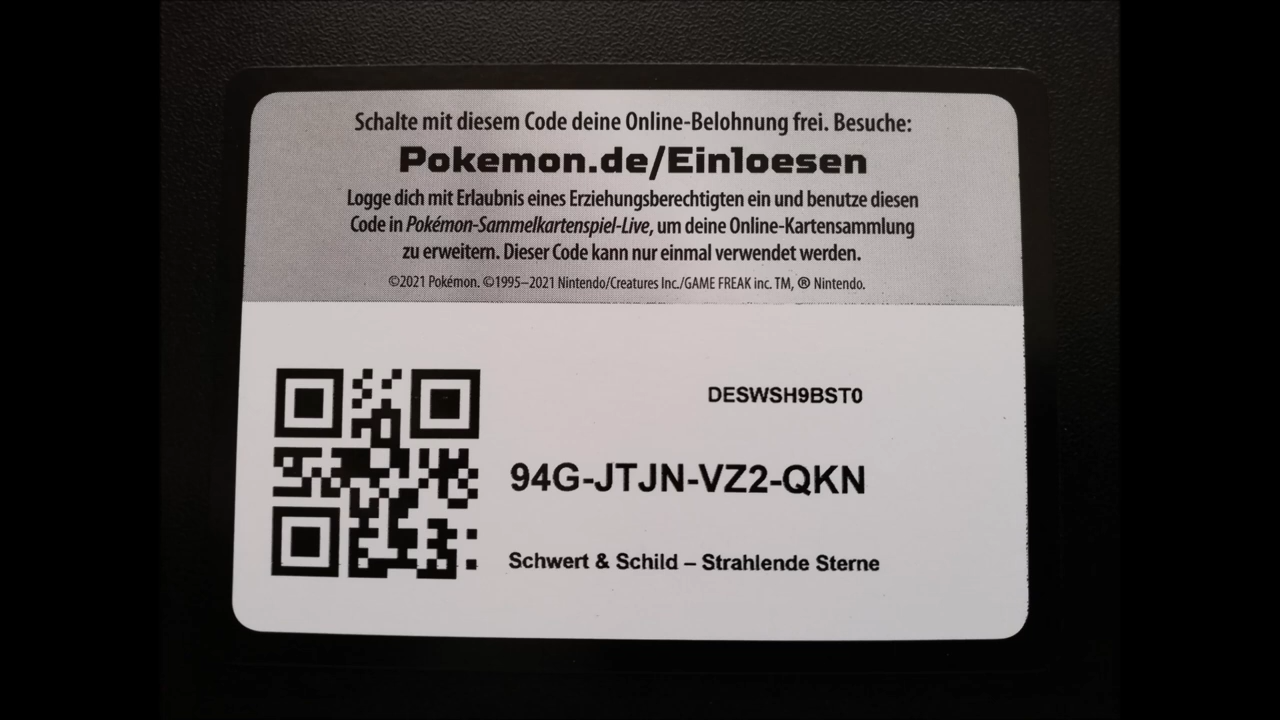 Schalte mit diesem Code deine Online-Belohnung frei. Besuche:
Pokemon.de/Einloesen
Logge dich mit Erlaubnis eines Erziehungsberechtigten ein und benutze diesen
Code in Pokémon-Sammelkartenspiel-Live, um deine Online-Kartensammlung
zu erweitern. Dieser Code kann nur einmal verwendet werden.
©2021 Pokémon. ©1995–2021 Nintendo/Creatures Inc./GAME FREAK inc. TM, ® Nintendo.
DESWSH9BST0
94G-JTJN-VZ2-QKN
Schwert & Schild – Strahlende Sterne